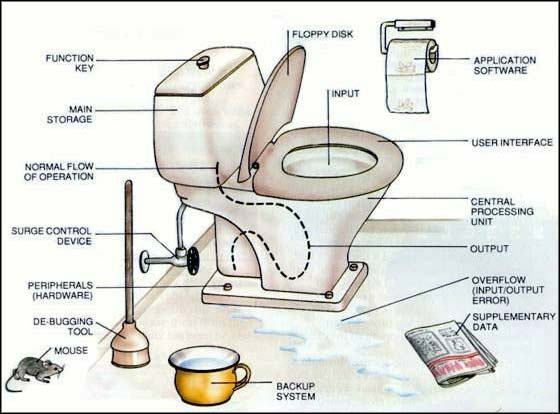 FUNCTION
KEY
FLOPPY DISK
APPLICATION
SOFTWARE
MAIN
STORAGE
INPUT
USER INTERFACE
NORMAL FLOW
OF OPERATION
CENTRAL
PROCESSING
UNIT
SURGE CONTROL
DEVICE
OUTPUT
PERIPHERALS
(HARDWARE)
OVERFLOW
(INPUT/OUTPUT
ERROR)
DE-BUGGING
TOOL
SUPPLEMENTARY
DATA
MOUSE
BACKUP
SYSTEM